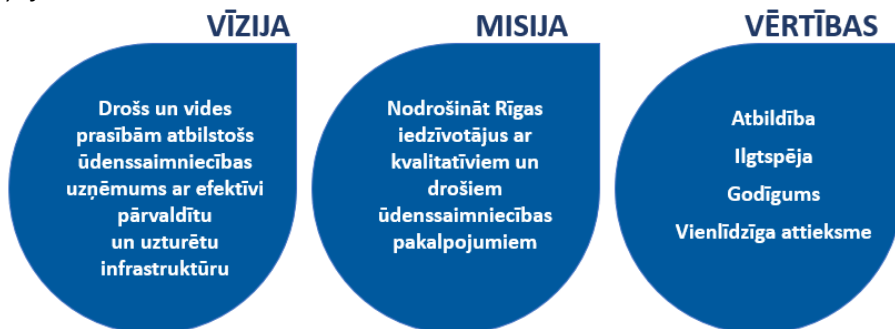 VĪZIJA
Drošs un vides
prasībām atbilstošs
ūdenssaimniecības
uzņēmums ar efektīvi
pārvaldītu
un uzturētu
infrastruktūru
MISIJA
Nodrošināt Rīgas
iedzīvotājus ar
kvalitatīviem un
drošiem
ūdenssaimniecības
pakalpojumiem
VĒRTĪBAS
Atbildība
Ilgtspēja
Godīgums
Vienlīdzīga attieksme